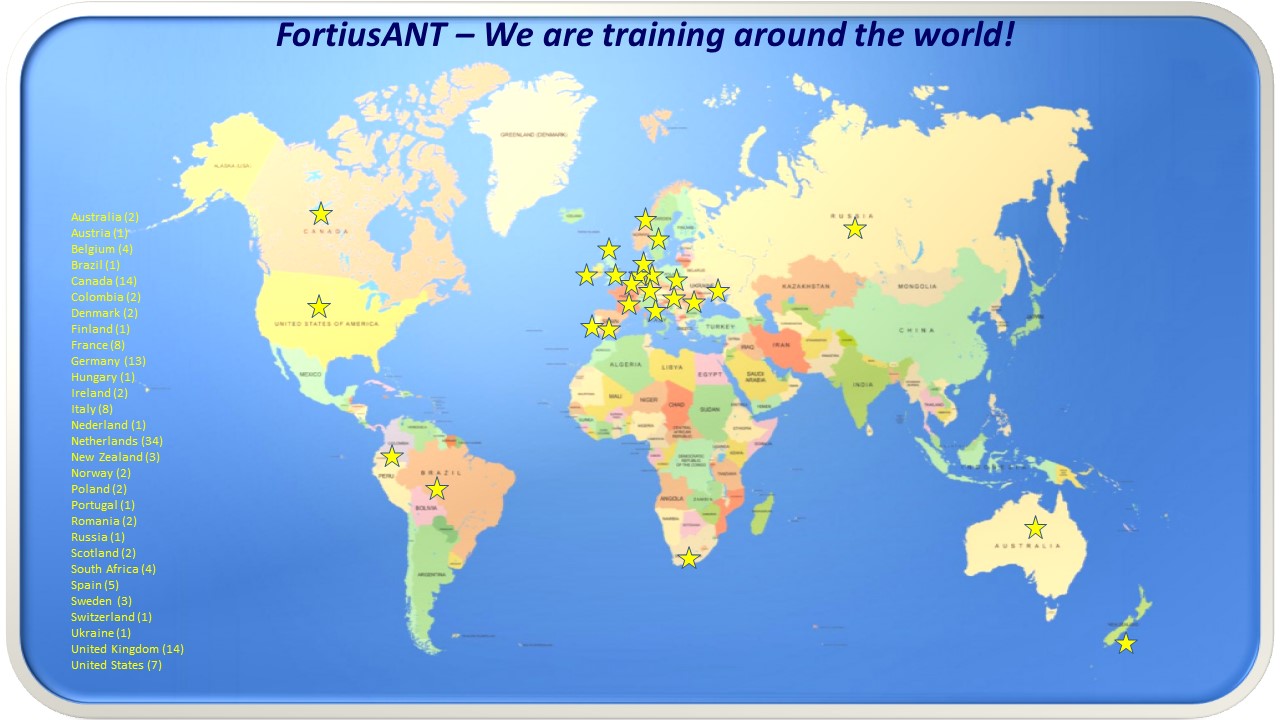 FortiusANT – We are training around the world!
GREENLAND (DENMARK)
ALASKA (USA)
RUSSIA
CANADA
Australia (2)
Austria (1)
Belgium (4)
Brazil (1)
Canada (14)
Colombia (2)
Denmark (2)
Finland (1)
France (8)
Germany (13)
Hungary (1)
Ireland (2)
Italy (8)
Nederland (1)
Netherlands (34)
New Zealand (3)
Norway (2)
Poland (2)
Portugal (1)
Romania (2)
Russia (1)
Scotland (2)
South Africa (4)
Spain (5)
Sweden (3)
Switzerland (1)
Ukraine (1)
United Kingdom (14)
United States (7)
UKRAINE
KAZAKHSTAN
MONGOLIA
UNITED STATES OF AMERICA
TURKEY
CHINA
IRAQ
IRAN
ALGERIA
LIBYA
EGYPT
SAUDI
ARABIA
MEXICO
INDIA
MALI
NIGER
CHAD
SUDAN
BRAZIL
PERU
BOLIVIA
ANGOLA
AUSTRALIA
ARGENTINA